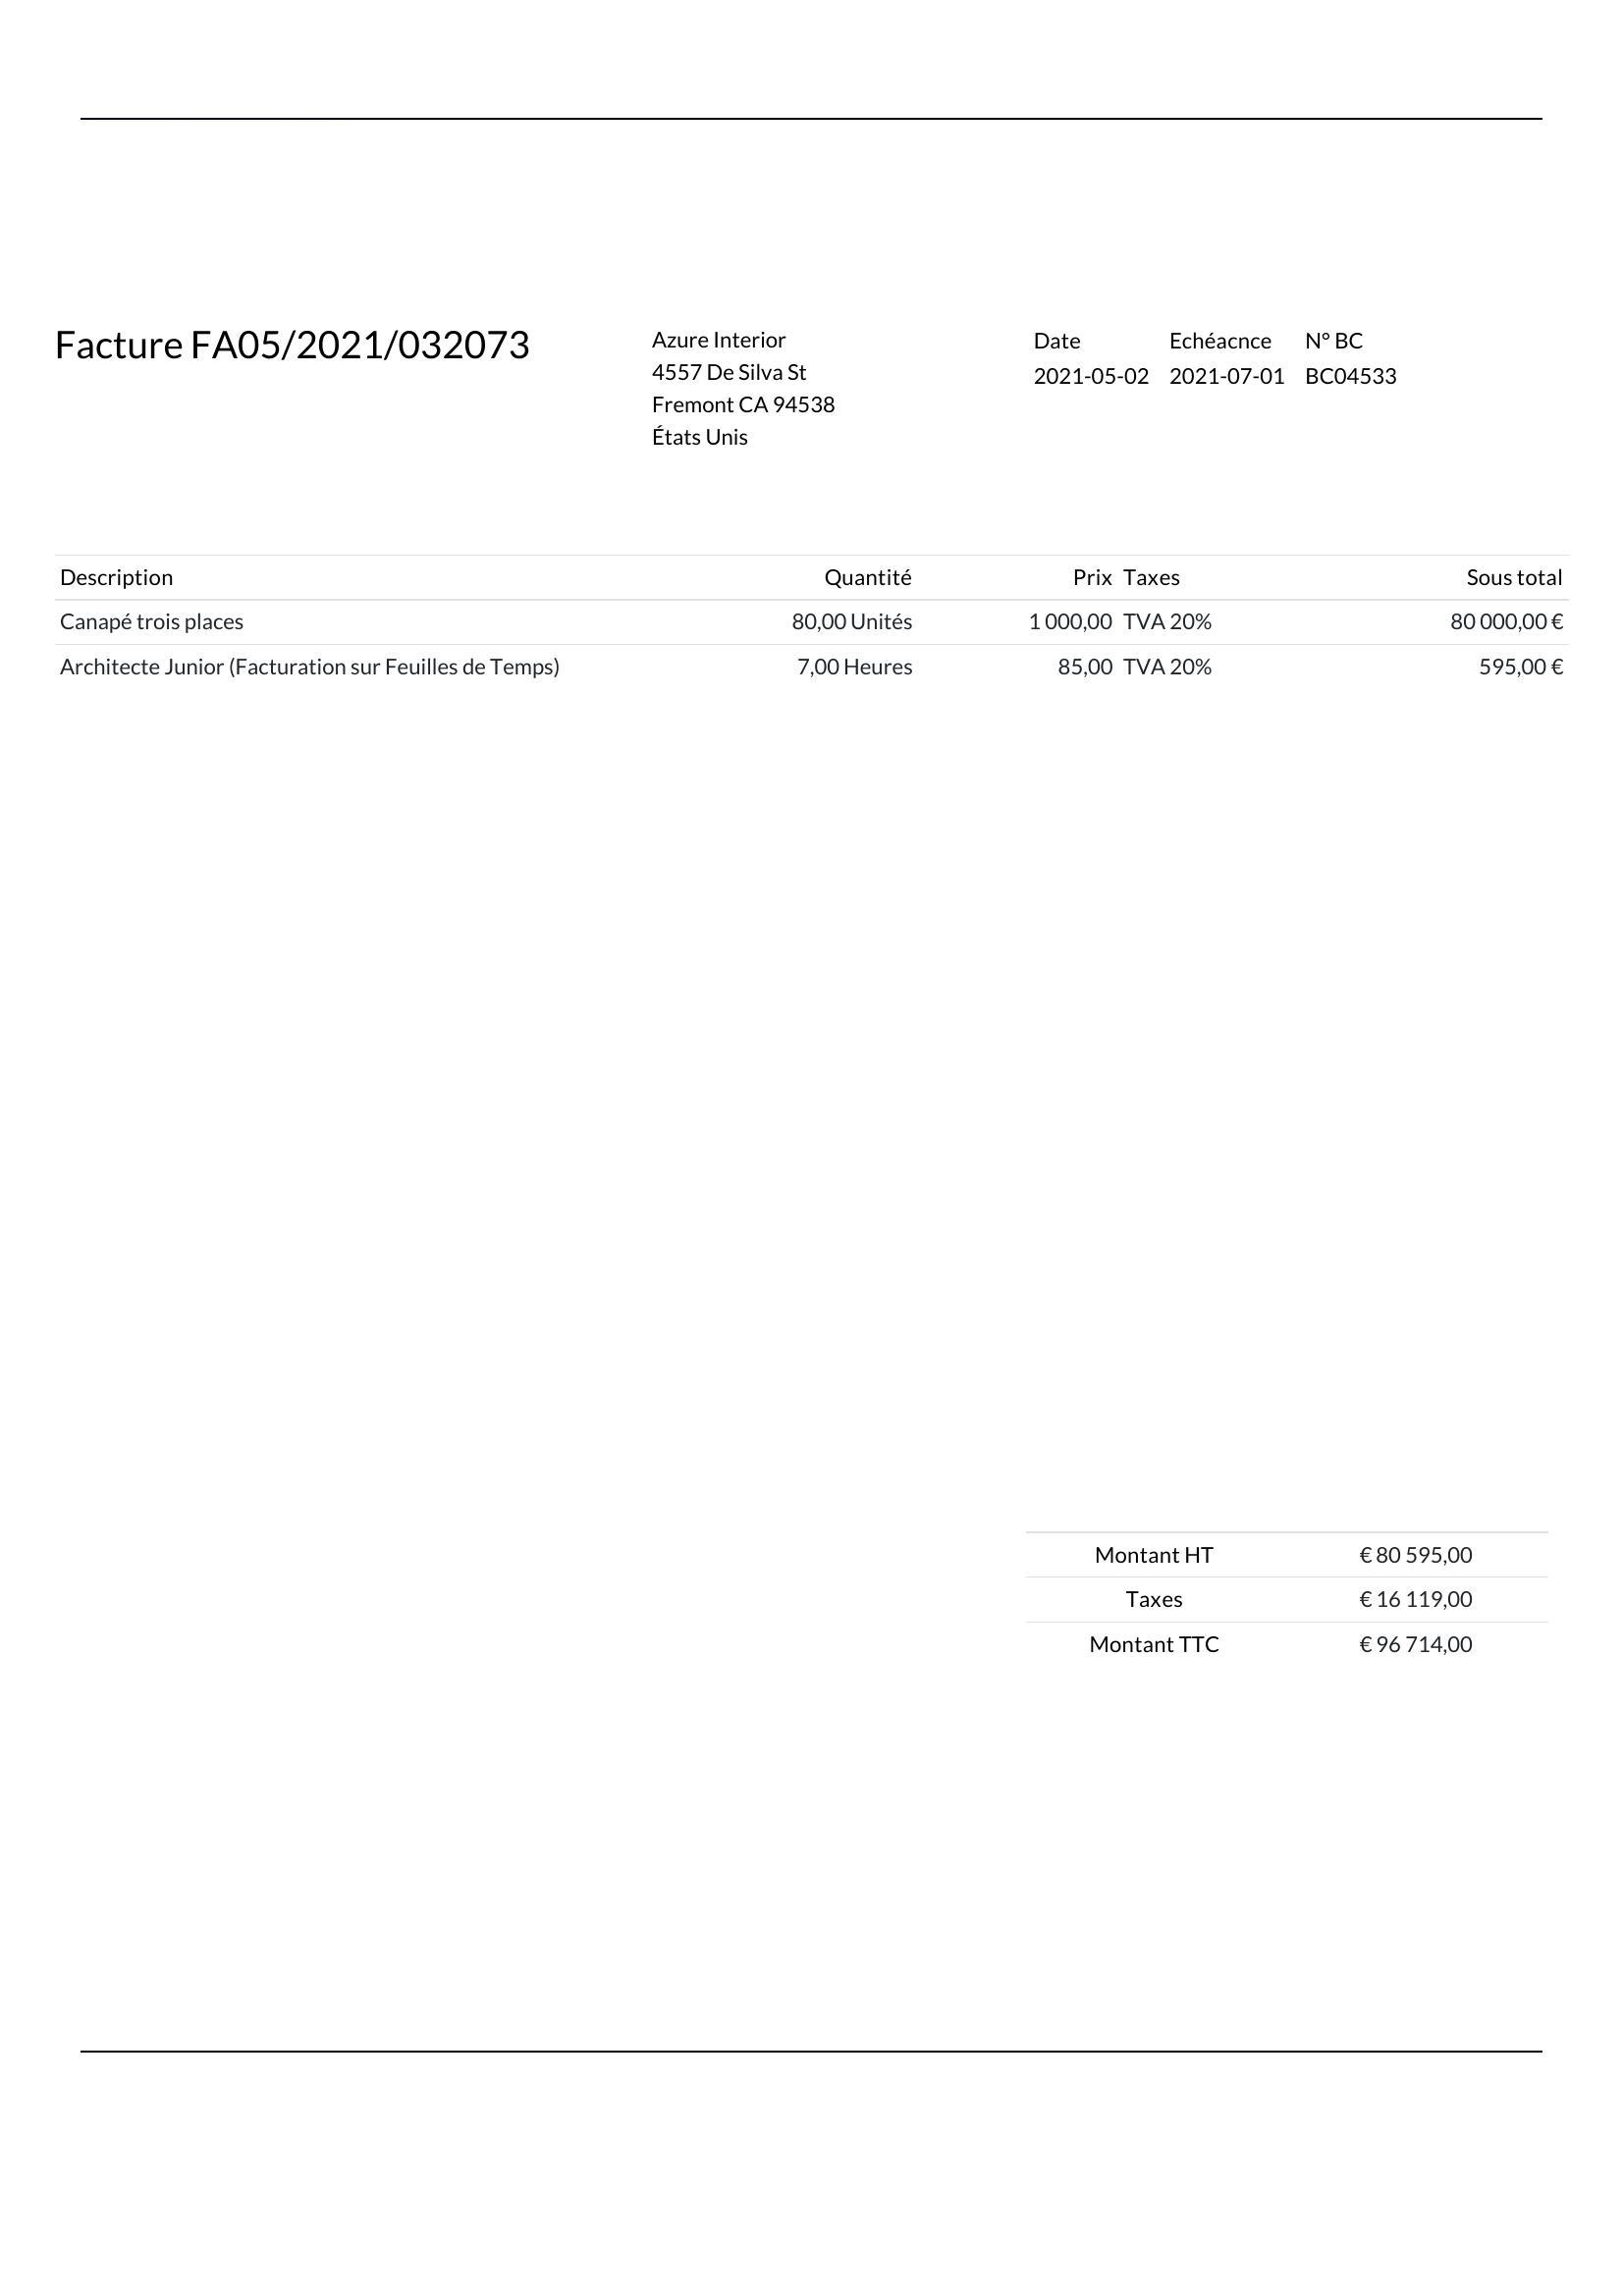 Facture FA05/2021/032073
Azure Interior
4557 De Silva St
Fremont CA 94538
États Unis
Date Echéacnce N° BC
2021-05-02 2021-07-01 BC04533
Description Quantité Prix Taxes Sous total
Canapé trois places 80,00 Unités 1 000,00 TVA 20% 80 000,00 €
Architecte Junior (Facturation sur Feuilles de Temps) 7,00 Heures 85,00 TVA 20% 595,00 €
Montant HT € 80 595,00
Taxes € 16 119,00
Montant TTC € 96 714,00